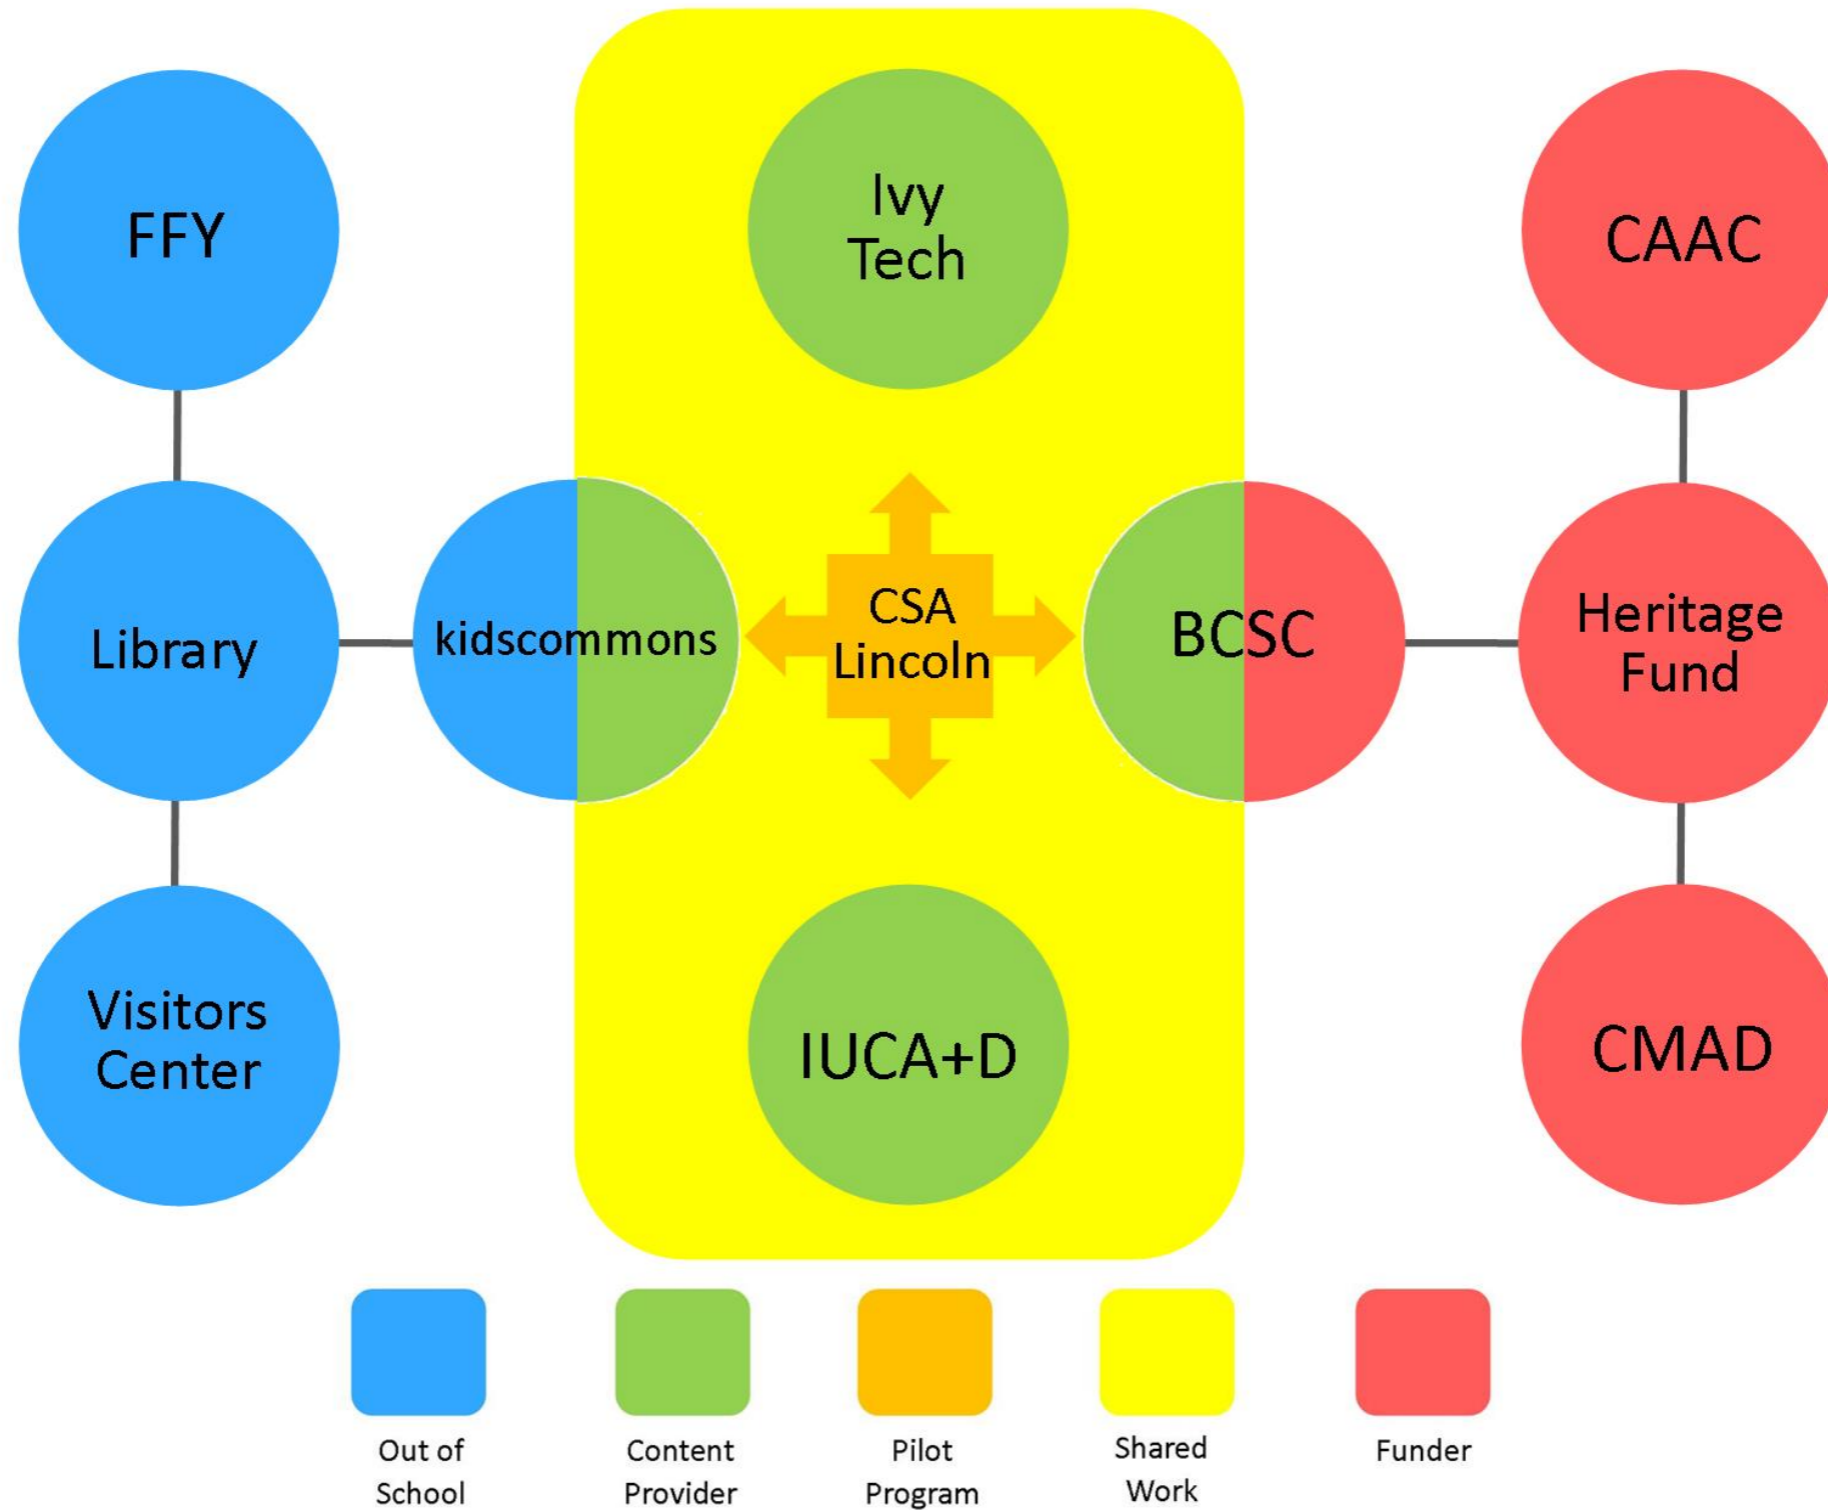 FFY
Ivy
Tech
CAAC
Library
kidscommons
CSA
Lincoln
BCSC
Heritage
Fund
Visitors
Center
IUCA+D
CMAD
Out of
School
Content
Provider
Pilot
Program
Shared
Work
Funder